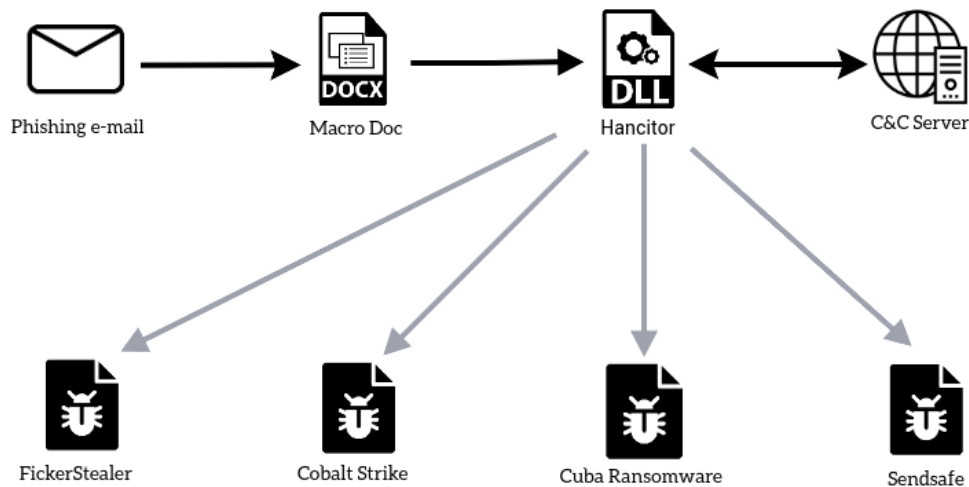 DOCX
DLL
Phishing e-mail
Macro Doc
Hancitor
C&C Server
FickerStealer
Cobalt Strike
Cuba Ransomware
Sendsafe